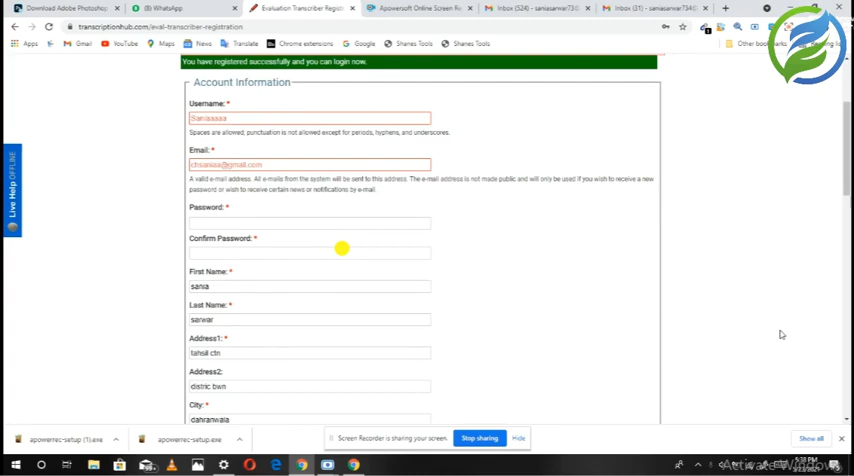 Download Adobe Photoshop
(8) WhatsApp
Evaluation Transcriber Registr
Apowersoft Online Screen Re
Inbox (524) - saniasarwar73
Inbox (31) - saniasarwar734@
transcriptionhub.com/eval-transcriber-registration
Apps
Gmail
YouTube
Maps
News
Translate
Chrome extensions
Google
Shanes Tools
Shanes Tools
Other bookmarks
You have registered successfully and you can login now.
Account Information
Username: *
Saniaaaaa
Spaces are allowed; punctuation is not allowed except for periods, hyphens, and underscores.
Email: *
chsaniaa@gmail.com
A valid e-mail address. All e-mails from the system will be sent to this address. The e-mail address is not made public and will only be used if you wish to receive a new
password or wish to receive certain news or notifications by e-mail.
Live Help OFFLINE
Password: *
Confirm Password: *
First Name: *
sania
Last Name: *
sarwar
Address1: *
tahsil ctn
Address2:
distric bwn
City: *
dahranwala
apowerrec-setup (1).exe
apowerrec-setup.exe
Screen Recorder is sharing your screen.
Stop sharing
Hide
Show all
Activate Windows
5:38 PM